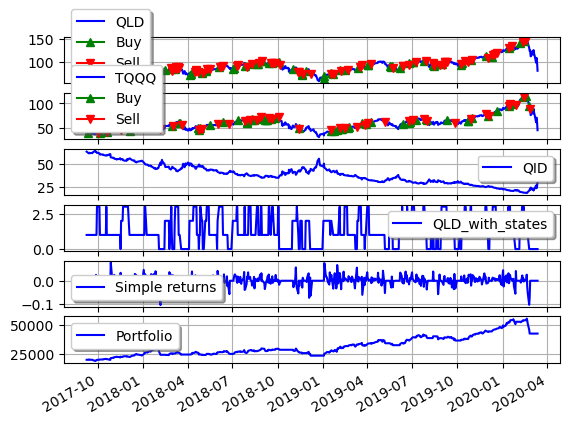 QLD
Buy
Sell
150
100
TQQQ
Buy
Sell
100
50
QID
50
25
QLD_with_states
2.5
0.0
Simple returns
0.0
−0.1
Portfolio
50000
25000
2017-10
2018-01
2018-04
2018-07
2018-10
2019-01
2019-04
2019-07
2019-10
2020-01
2020-04